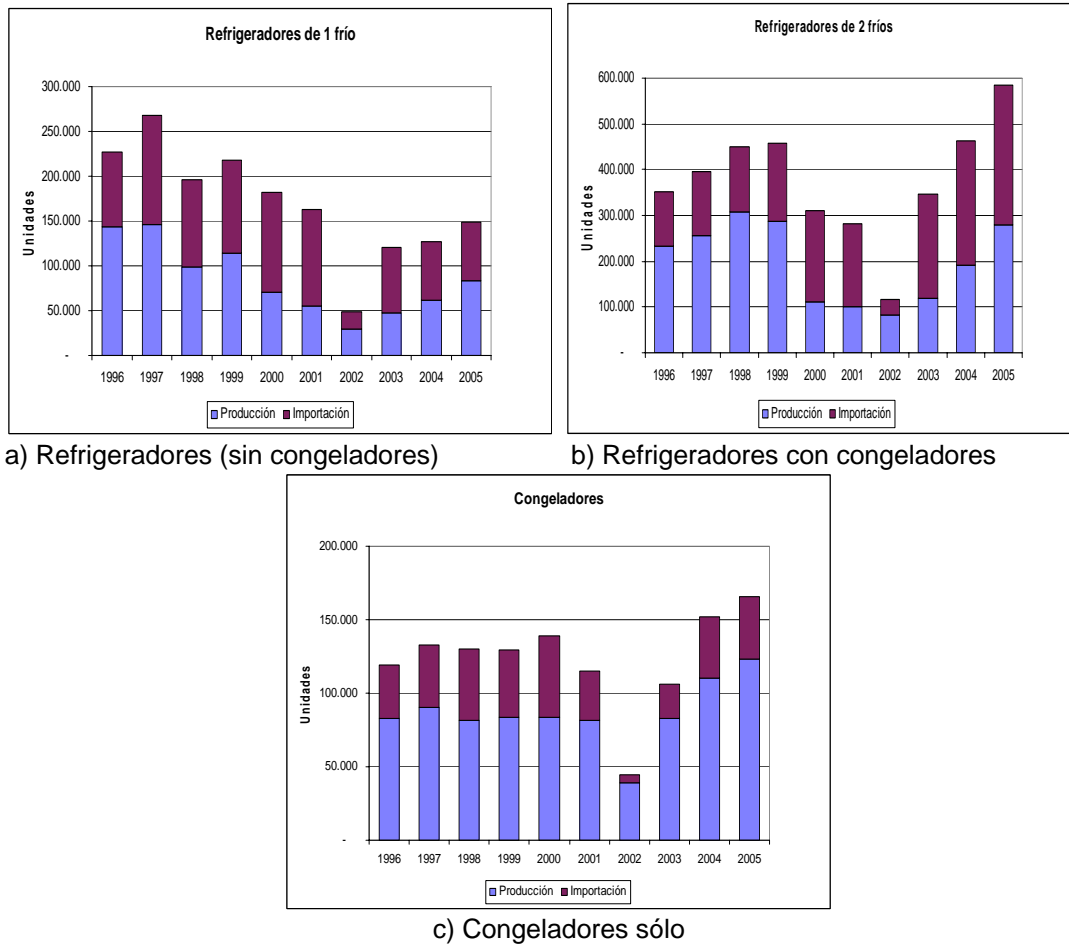 Refrigeradores de 1 frío
300.000
250.000
200.000
150.000
100.000
50.000
-
Unidades
1996 1997 1998 1999 2000 2001 2002 2003 2004 2005
Producción Importación
Refrigeradores de 2 fríos
600.000
500.000
400.000
300.000
200.000
100.000
-
Unidades
1996 1997 1998 1999 2000 2001 2002 2003 2004 2005
Producción Importación
a) Refrigeradores (sin congeladores)
b) Refrigeradores con congeladores
Congeladores
200.000
150.000
100.000
50.000
-
Unidades
1996 1997 1998 1999 2000 2001 2002 2003 2004 2005
Producción Importación
c) Congeladores sólo